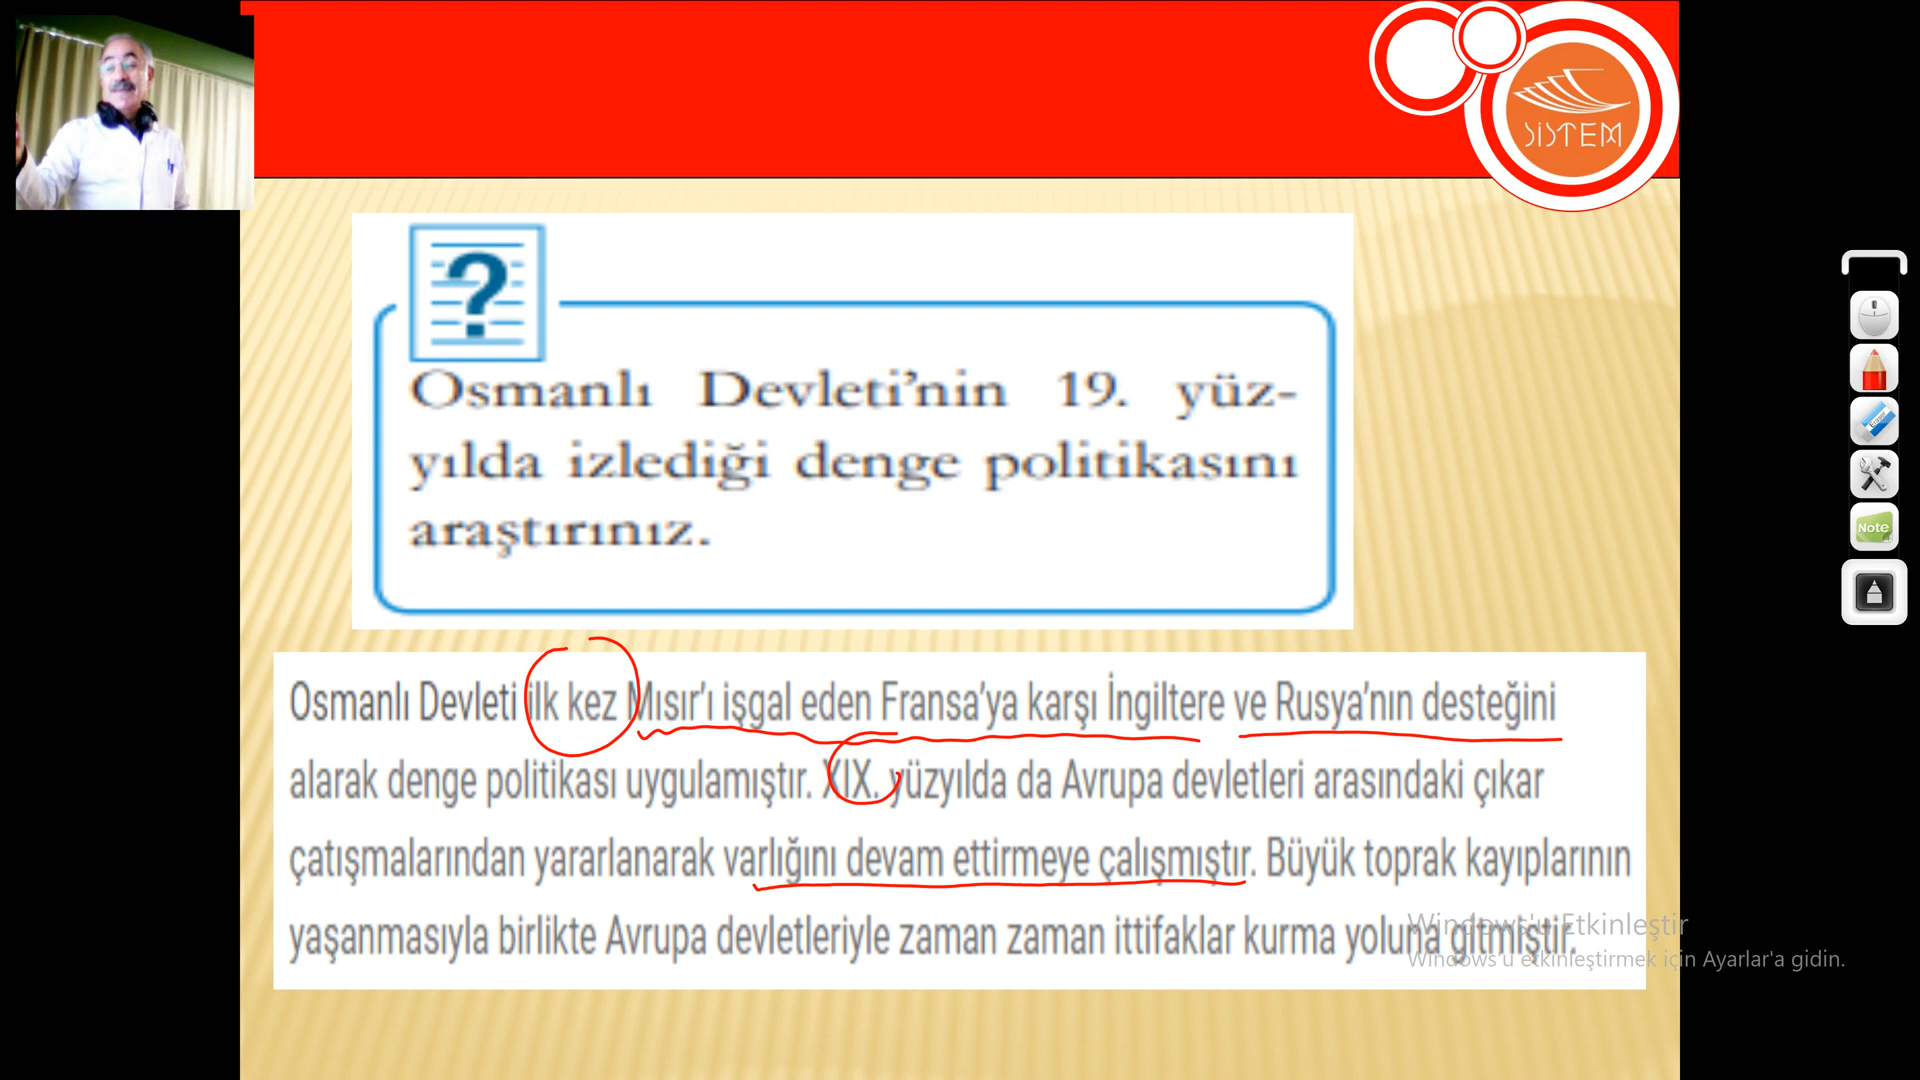 SİSTEM
?
Osmanlı Devleti’nin 19. yüz-
yılda izlediği denge politikasını
araştırınız.
Osmanlı Devleti ilk kez Mısır’ı işgal eden Fransa’ya karşı İngiltere ve Rusya’nın desteğini
alarak denge politikası uygulamıştır. XIX. yüzyılda da Avrupa devletleri arasındaki çıkar
çatışmalarından yararlanarak varlığını devam ettirmeye çalışmıştır. Büyük toprak kayıplarının
yaşanmasıyla birlikte Avrupa devletleriyle zaman zaman ittifaklar kurma yoluna gitmiştir.
Windows'u Etkinleştir
Windows'u etkinleştirmek için Ayarlar'a gidin.
Note